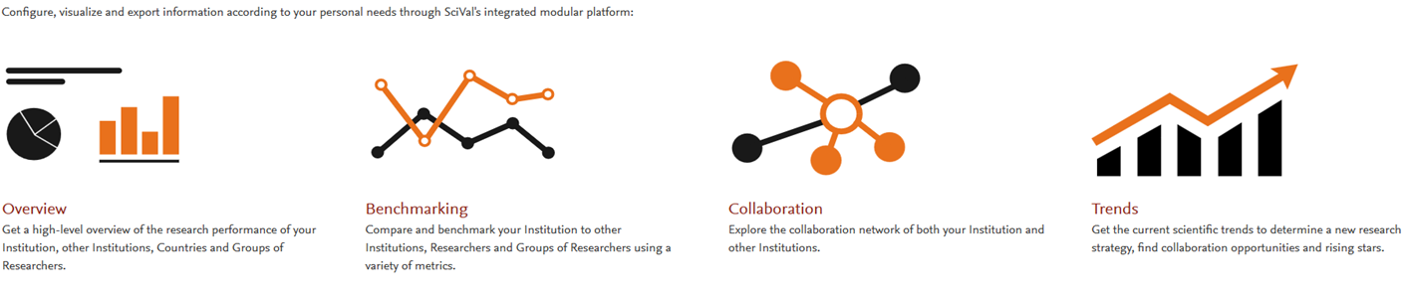 Configure, visualize and export information according to your personal needs through SciVal's integrated modular platform:
Overview
Get a high-level overview of the research performance of your
Institution, other Institutions, Countries and Groups of
Researchers.
Benchmarking
Compare and benchmark your Institution to other
Institutions, Researchers and Groups of Researchers using a
variety of metrics.
Collaboration
Explore the collaboration network of both your Institution and
other Institutions.
Trends
Get the current scientific trends to determine a new research
strategy, find collaboration opportunities and rising stars.